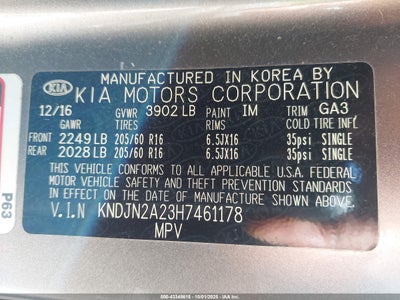 MANUFACTURED IN KOREA BY
KIA KIA MOTORS CORPORATION
12/16 GVWR 3902 LB PAINT IM TRIM GA3
GAWR TIRES RIMS COLD TIRE INFL
FRONT 2249 LB 205/60 R16 6.5JX16 35psi SINGLE
REAR 2028 LB 205/60 R16 6.5JX16 35psi SINGLE
THIS VEHICLE CONFORMS TO ALL APPLICABLE U.S.A. FEDERAL
MOTOR VEHICLE SAFETY, BUMPER, AND THEFT PREVENTION
STANDARDS IN EFFECT ON THE DATE OF MANUFACTURE SHOWN ABOVE.
V.I.N KNDJN2A23H7461178
MPV
P63